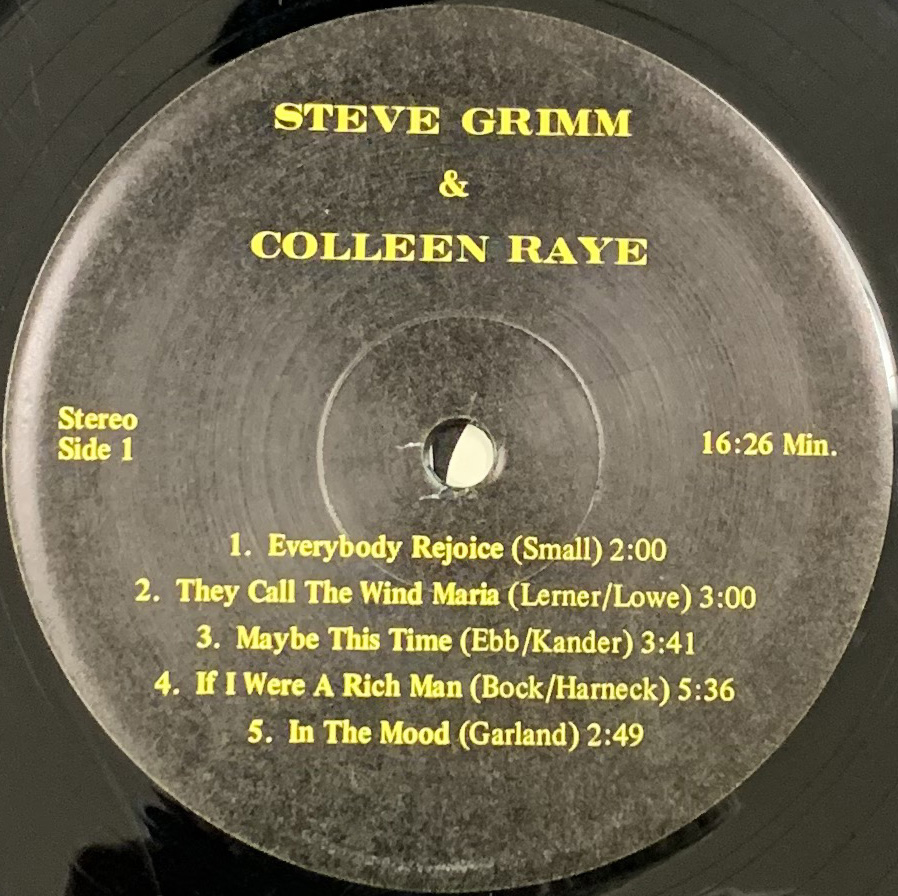 STEVE GRIMM
&
COLLEEN RAYE
Stereo
Side 1
16:26 Min.
1. Everybody Rejoice (Small) 2:00
2. They Call The Wind Maria (Lerner/Lowe) 3:00
3. Maybe This Time (Ebb/Kander) 3:41
4. If I Were A Rich Man (Bock/Harneck) 5:36
5. In The Mood (Garland) 2:49